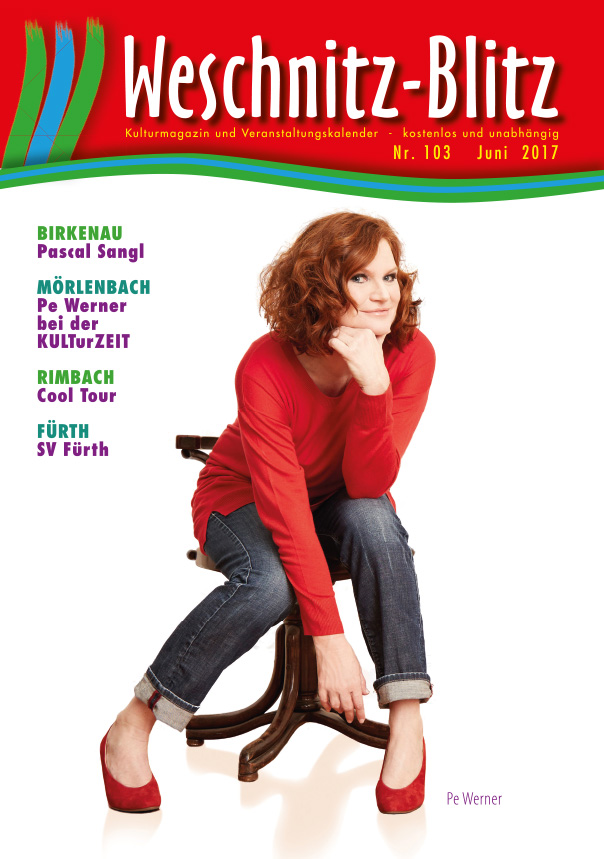 Weschnitz-Blitz
Kulturmagazin und Veranstaltungskalender - kostenlos und unabhängig
Nr. 103 Juni 2017
BIRKENAU
Pascal Sangl
MÖRLENBACH
Pe Werner
bei der
KULTurZEIT
RIMBACH
Cool Tour
FÜRTH
SV Fürth
Pe Werner